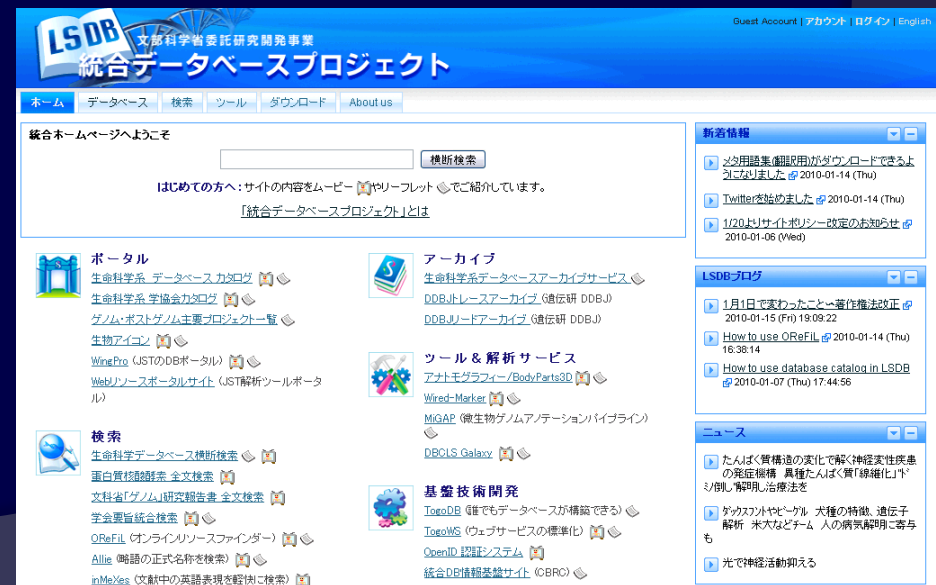 Guest Account | アカウント | ログイン | English
LSDB
文部科学省委託研究開発事業
統合データベースプロジェクト
ホーム
データベース
検索
ツール
ダウンロード
About us
統合ホームページへようこそ
横断検索
はじめての方へ：サイトの内容をムービー やリーフレット でご紹介しています。
「統合データベースプロジェクト」とは
ポータル
生命科学系 データベース カタログ
生命科学系 学協会カタログ
ゲノム・ポストゲノム主要プロジェクト一覧
生物アイコン
WingPro (JSTのDBポータル)
Webリソースポータルサイト (JST解析ツールポータ
ル)
検索
生命科学データベース横断検索
蛋白質核酸酵素 全文検索
文科省「ゲノム」研究報告書 全文検索
学会要旨統合検索
OReFiL (オンラインリソースファインダー)
Allie (略語の正式名称を検索)
inMeXes (文献中の英語表現を軽快に検索)
アーカイブ
生命科学系データベースアーカイブサービス
DDBJトレースアーカイブ (遺伝研 DDBJ)
DDBJリードアーカイブ (遺伝研 DDBJ)
ツール＆解析サービス
アナトモグラフィー/BodyParts3D
Wired-Marker
MiGAP (微生物ゲノムアノテーションパイプライン)
DBCLS Galaxy
基盤技術開発
TogoDB (誰でもデータベースが構築できる)
TogoWS (ウェブサービスの標準化)
OpenID 認証システム
統合DB情報基盤サイト (CBRC)
新着情報
メタ用語集(翻訳用)がダウンロードできるよ
うになりました 2010-01-14 (Thu)
Twitterを始めました 2010-01-14 (Thu)
1/20よりサイトポリシー改定のお知らせ
2010-01-06 (Wed)
LSDBブログ
1月1日で変わったこと〜著作権法改正
2010-01-15 (Fri) 19:09:22
How to use OReFiL 2010-01-14 (Thu)
16:38:14
How to use database catalog in LSDB
2010-01-07 (Thu) 17:44:56
ニュース
たんぱく質構造の変化で解く神経変性疾患
の発症機構 異種たんぱく質「線維化」"ド
ミノ倒し"解明し治療法を
ダックスフントやビーグル 犬種の特徴、遺伝子
解析 米大などチーム 人の病気解明に寄与
も
光で神経活動抑える